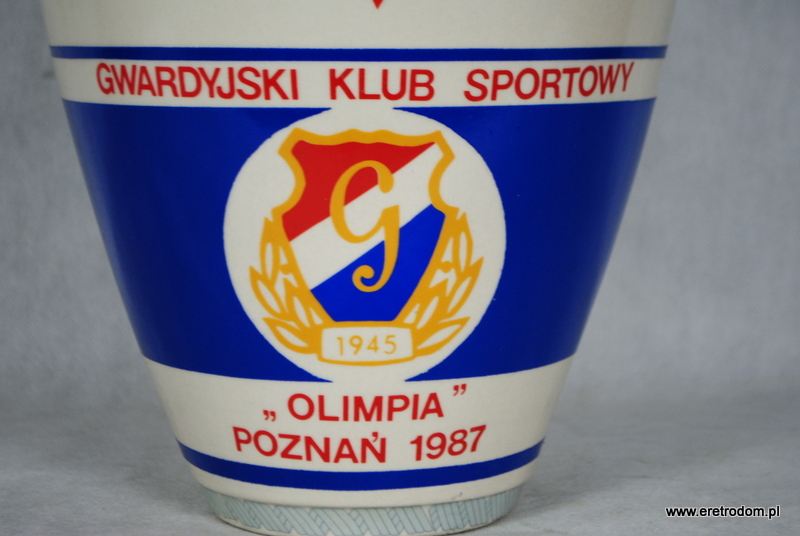 GWARDYJSKI KLUB SPORTOWY
G
1945
„OLIMPIA”
POZNAŃ 1987
www.eretrodom.pl